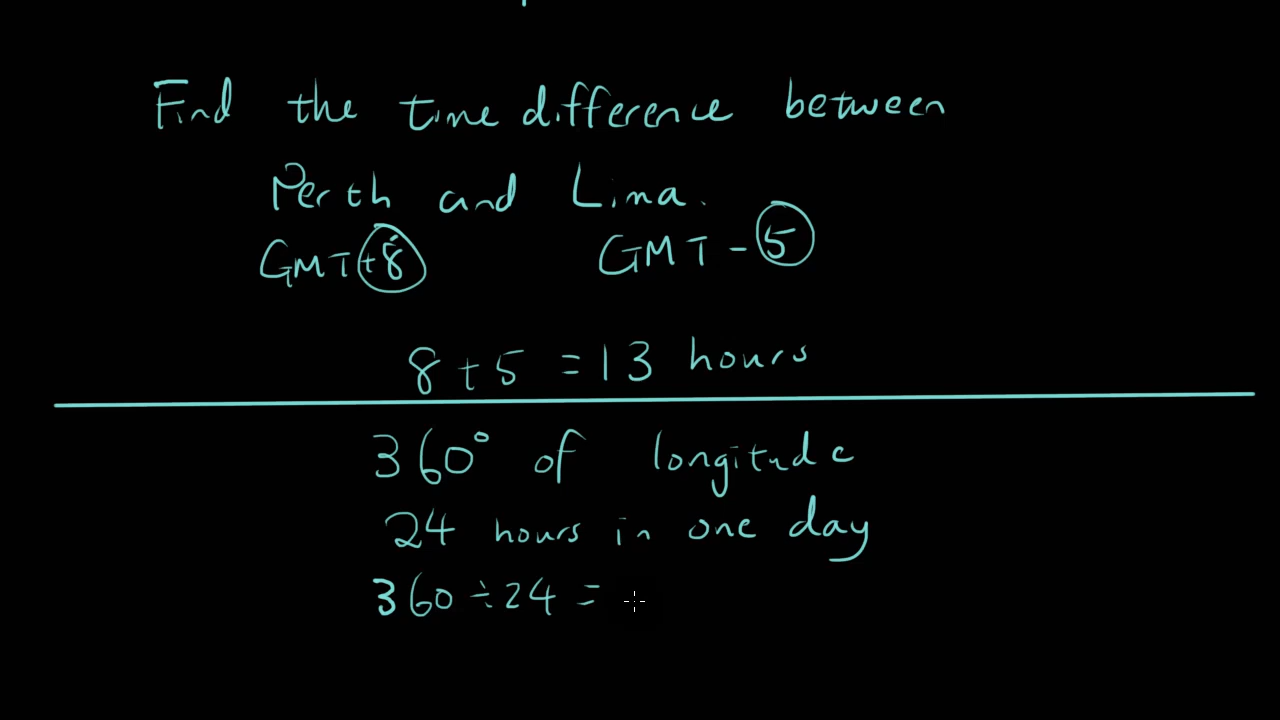 Find the time difference between
Perth and Lima.
GMT+8 GMT-5
8+5 = 13 hours
360° of longitude
24 hours in one day
360÷24 =